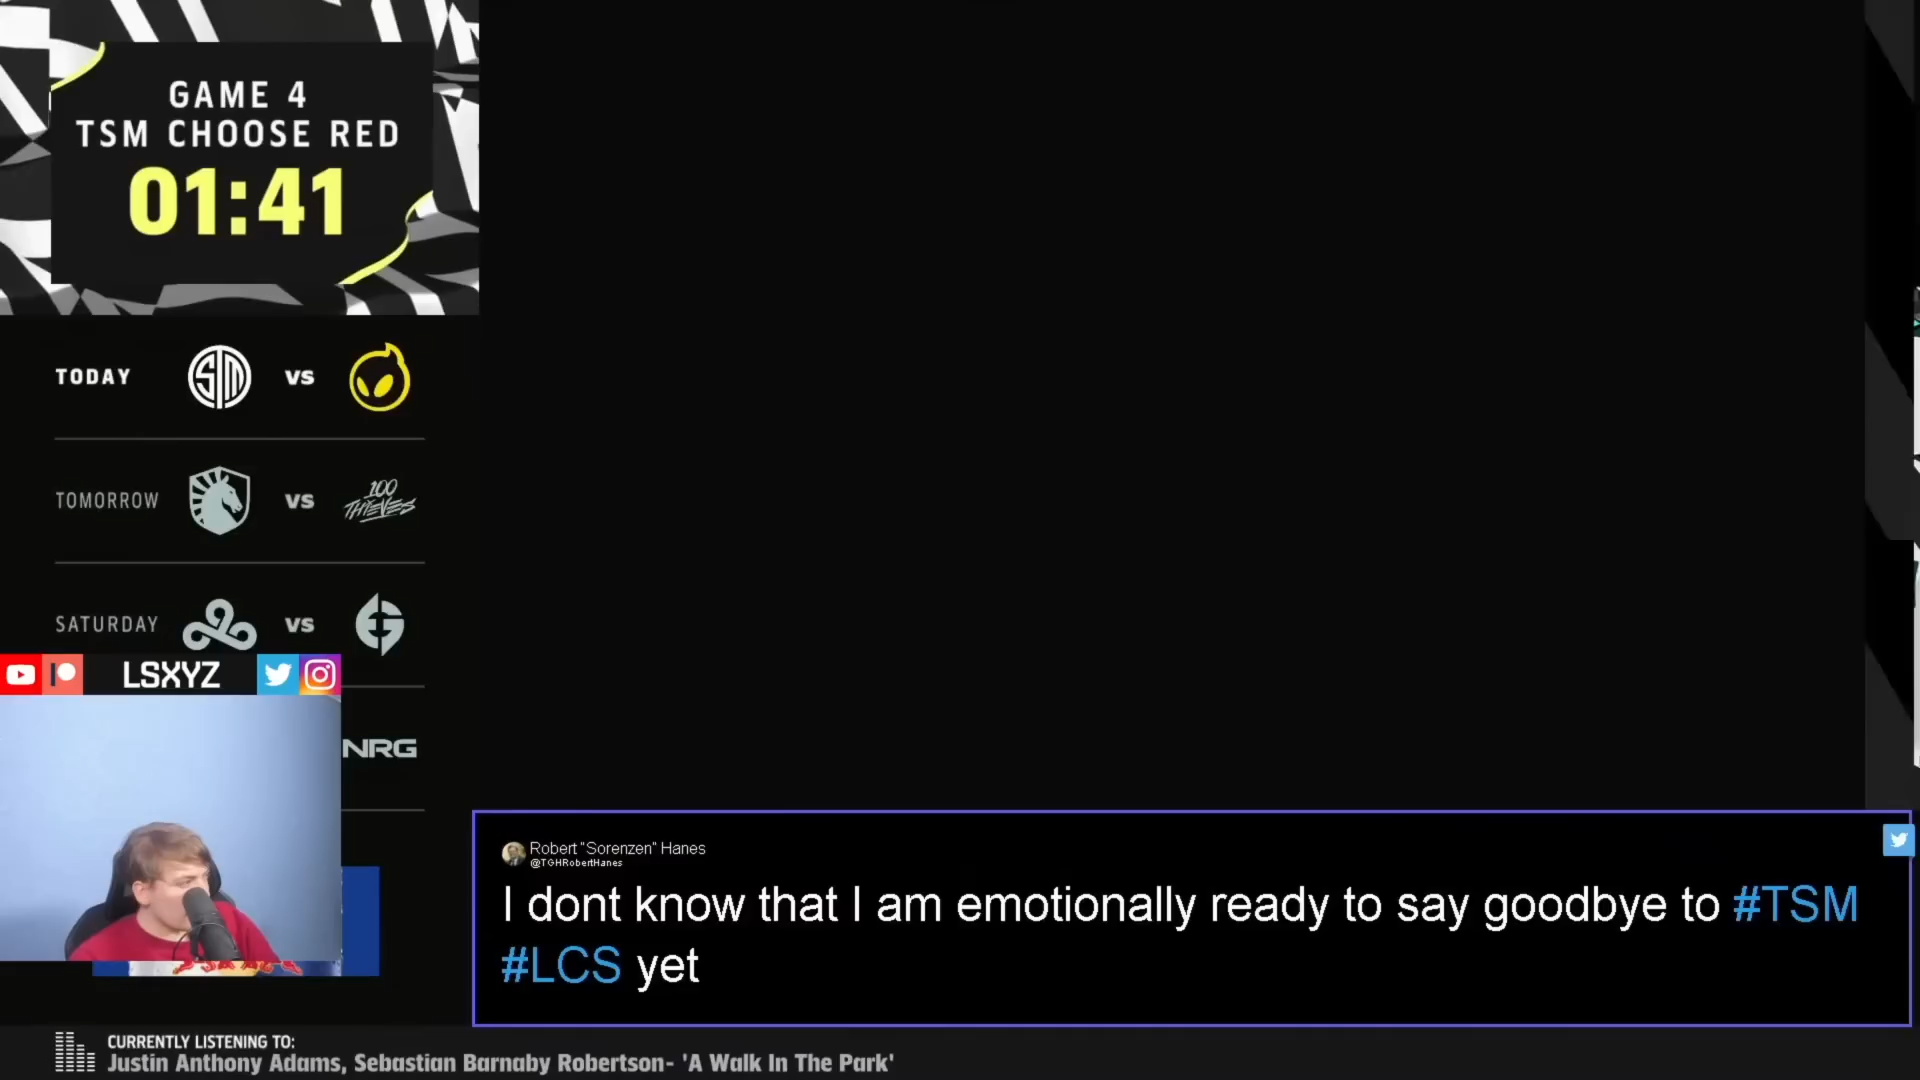 GAME 4
TSM CHOOSE RED
01:41
TODAY TSM VS
TOMORROW VS 100 THIEVES
SATURDAY VS
LSXYZ
NRG
Robert "Sorenzen" Hanes
@TGHRobertHanes
I dont know that I am emotionally ready to say goodbye to #TSM
#LCS yet
CURRENTLY LISTENING TO:
Justin Anthony Adams, Sebastian Barnaby Robertson- 'A Walk In The Park'